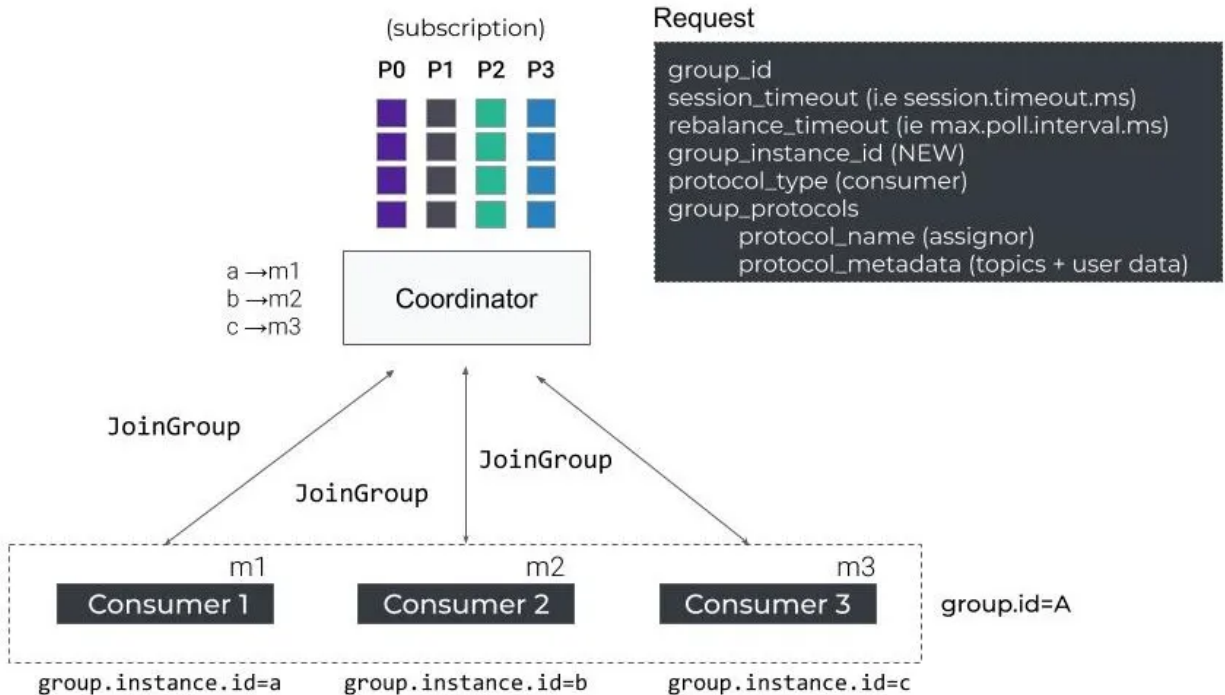 (subscription)
P0 P1 P2 P3
Request
group_id
session_timeout (i.e session.timeout.ms)
rebalance_timeout (ie max.poll.interval.ms)
group_instance_id (NEW)
protocol_type (consumer)
group_protocols
protocol_name (assignor)
protocol_metadata (topics + user data)
a →m1
b →m2
c →m3
Coordinator
JoinGroup
JoinGroup
JoinGroup
m1
m2
m3
Consumer 1
Consumer 2
Consumer 3
group.id=A
group.instance.id=a
group.instance.id=b
group.instance.id=c